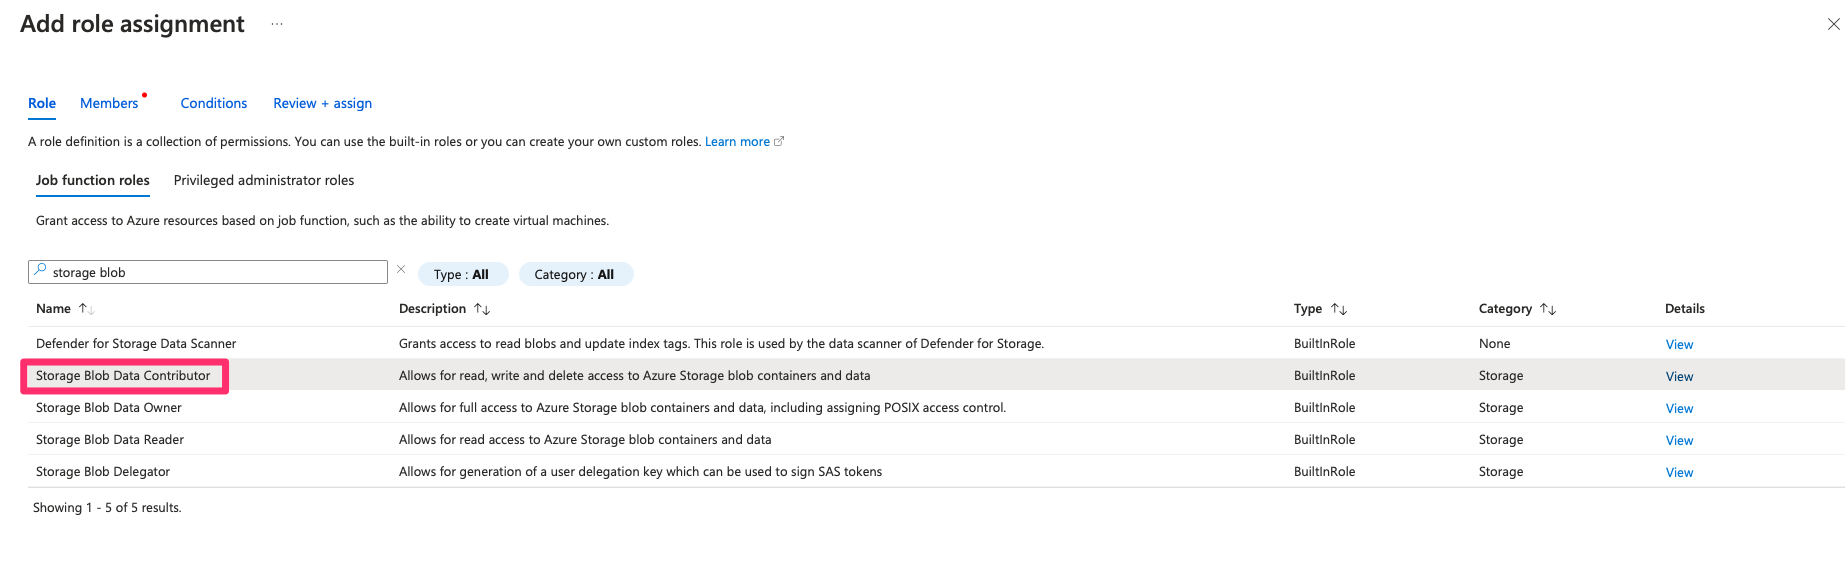 Add role assignment ...
Role Members Conditions Review + assign
A role definition is a collection of permissions. You can use the built-in roles or you can create your own custom roles. Learn more
Job function roles Privileged administrator roles
Grant access to Azure resources based on job function, such as the ability to create virtual machines.
storage blob Type : All Category : All
Name Description Type Category Details
Defender for Storage Data Scanner Grants access to read blobs and update index tags. This role is used by the data scanner of Defender for Storage. BuiltInRole None View
Storage Blob Data Contributor Allows for read, write and delete access to Azure Storage blob containers and data BuiltInRole Storage View
Storage Blob Data Owner Allows for full access to Azure Storage blob containers and data, including assigning POSIX access control. BuiltInRole Storage View
Storage Blob Data Reader Allows for read access to Azure Storage blob containers and data BuiltInRole Storage View
Storage Blob Delegator Allows for generation of a user delegation key which can be used to sign SAS tokens BuiltInRole Storage View
Showing 1 - 5 of 5 results.